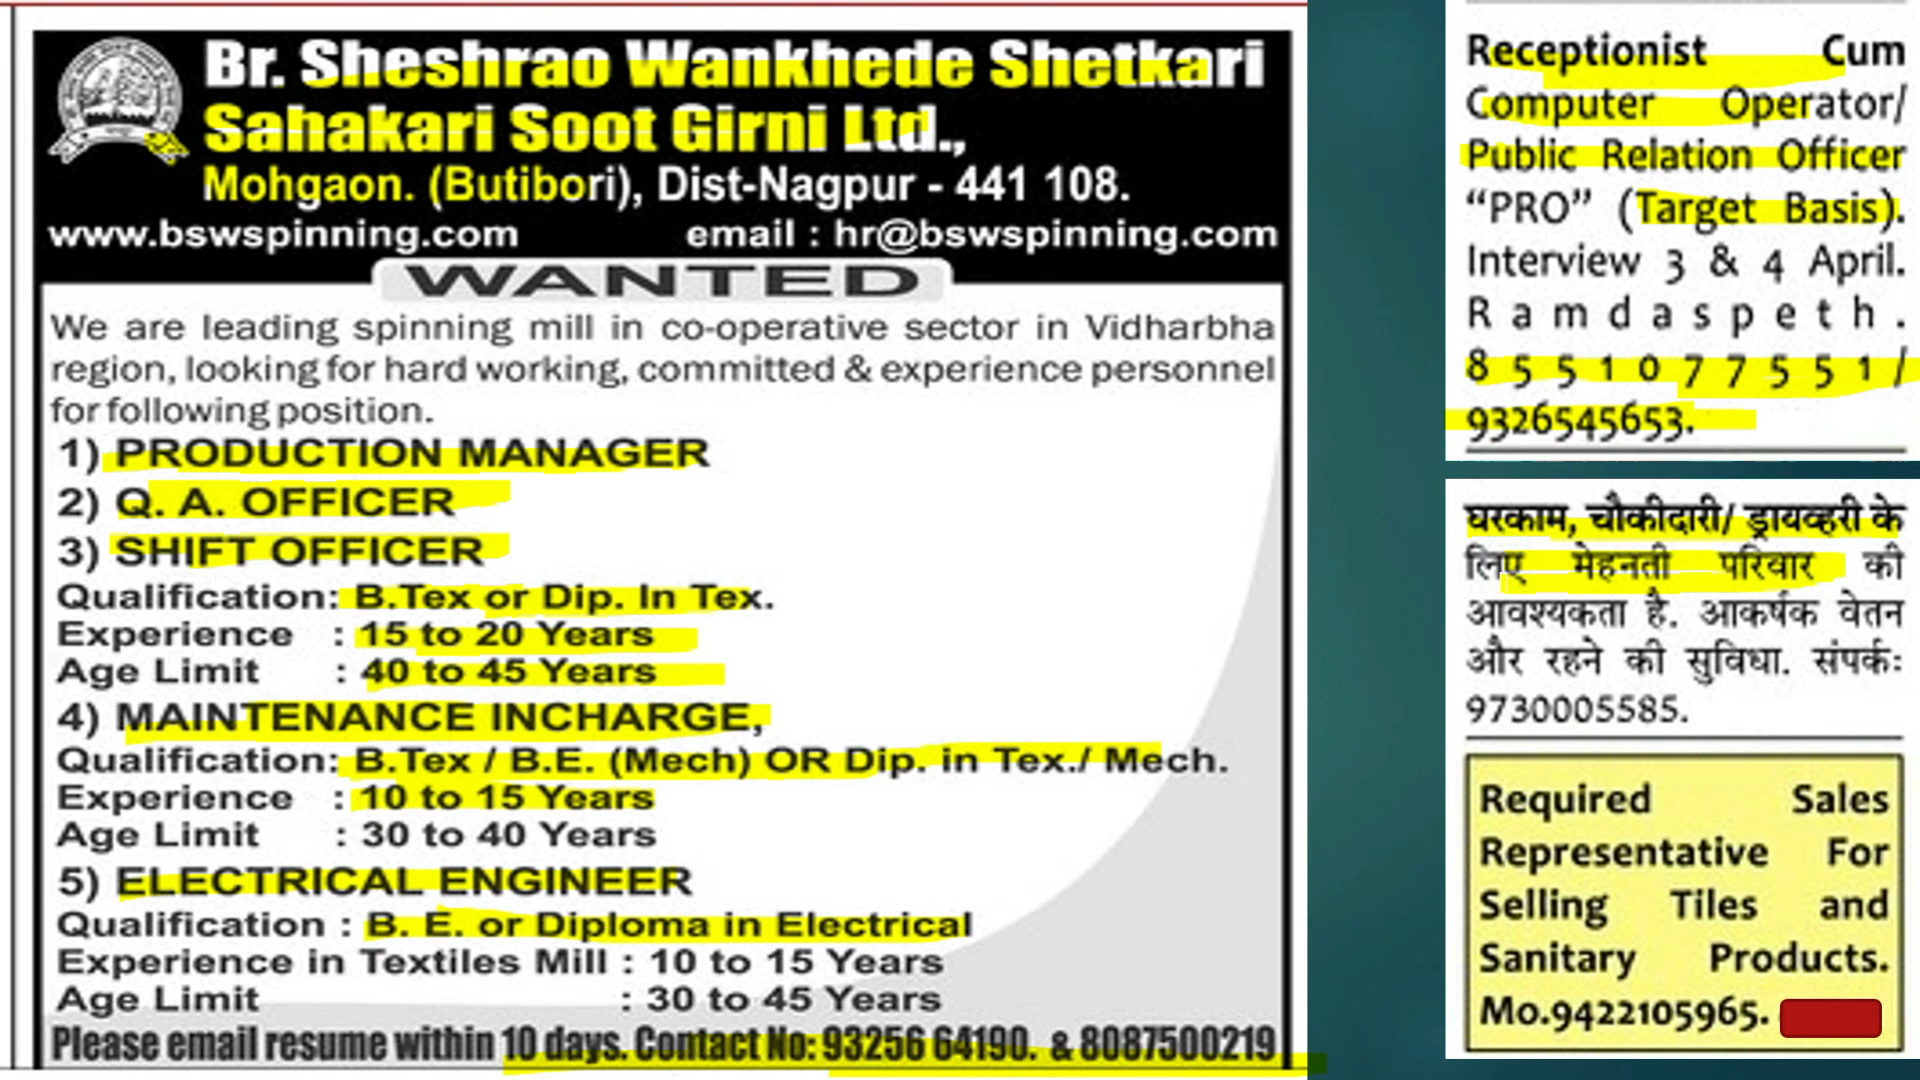 Br. Sheshrao Wankhede Shetkari
Sahakari Soot Girni Ltd.,
Mohgaon. (Butibori), Dist-Nagpur - 441 108.
www.bswspinning.com email : hr@bswspinning.com
WANTED
We are leading spinning mill in co-operative sector in Vidharbha
region, looking for hard working, committed & experience personnel
for following position.
1) PRODUCTION MANAGER
2) Q. A. OFFICER
3) SHIFT OFFICER
Qualification: B.Tex or Dip. In Tex.
Experience : 15 to 20 Years
Age Limit : 40 to 45 Years
4) MAINTENANCE INCHARGE,
Qualification: B.Tex / B.E. (Mech) OR Dip. in Tex./ Mech.
Experience : 10 to 15 Years
Age Limit : 30 to 40 Years
5) ELECTRICAL ENGINEER
Qualification : B. E. or Diploma in Electrical
Experience in Textiles Mill : 10 to 15 Years
Age Limit : 30 to 45 Years
Please email resume within 10 days. Contact No: 93256 64190. & 8087500219
Receptionist Cum
Computer Operator/
Public Relation Officer
“PRO” (Target Basis).
Interview 3 & 4 April.
Ramdaspeth.
8551077551/
9326545653.
घरकाम, चौकीदारी/ ड्रायव्हरी के
लिए मेहनती परिवार की
आवश्यकता है. आकर्षक वेतन
और रहने की सुविधा. संपर्कः
9730005585.
Required Sales
Representative For
Selling Tiles and
Sanitary Products.
Mo.9422105965.